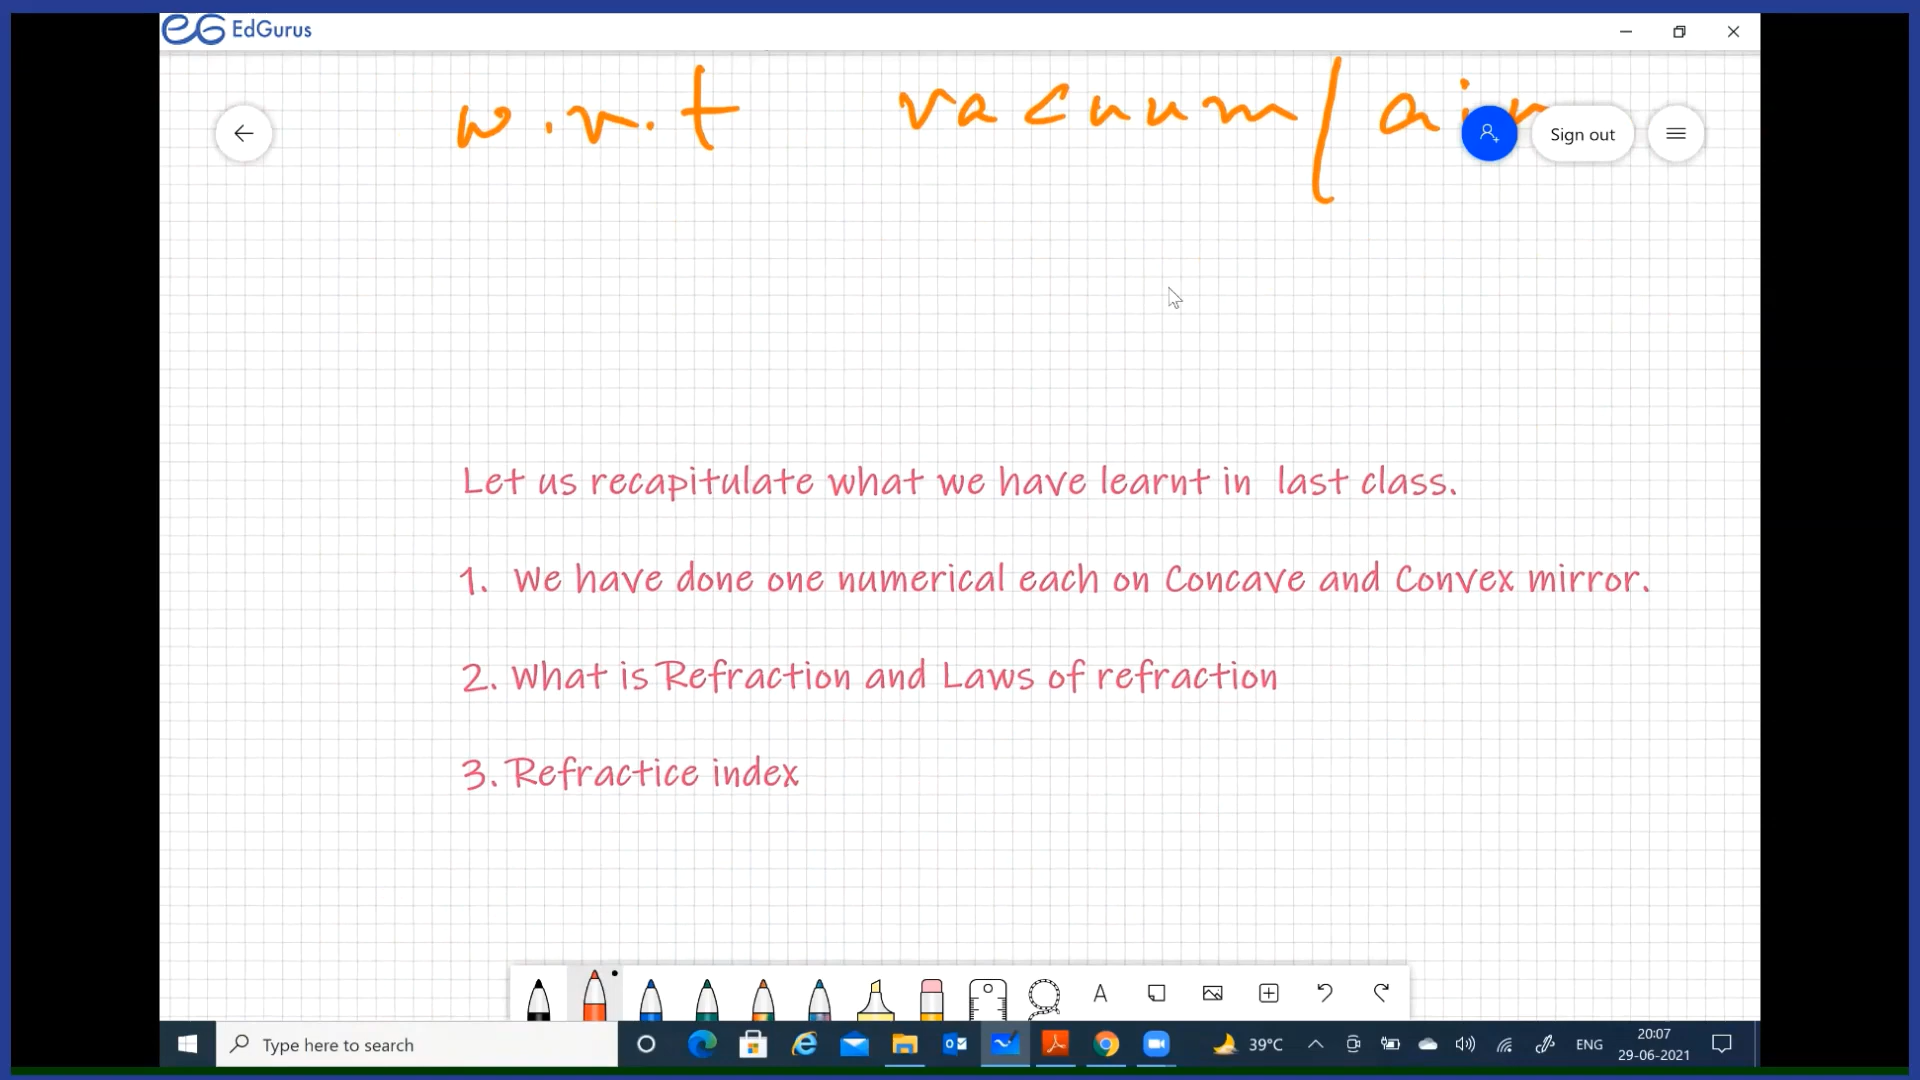 EG EdGurus
w.r.t vacuum/air
Sign out
Let us recapitulate what we have learnt in last class.
1. We have done one numerical each on Concave and Convex mirror.
2. What is Refraction and Laws of refraction
3. Refractice index
A
Type here to search
39°C
ENG
20:07
29-06-2021